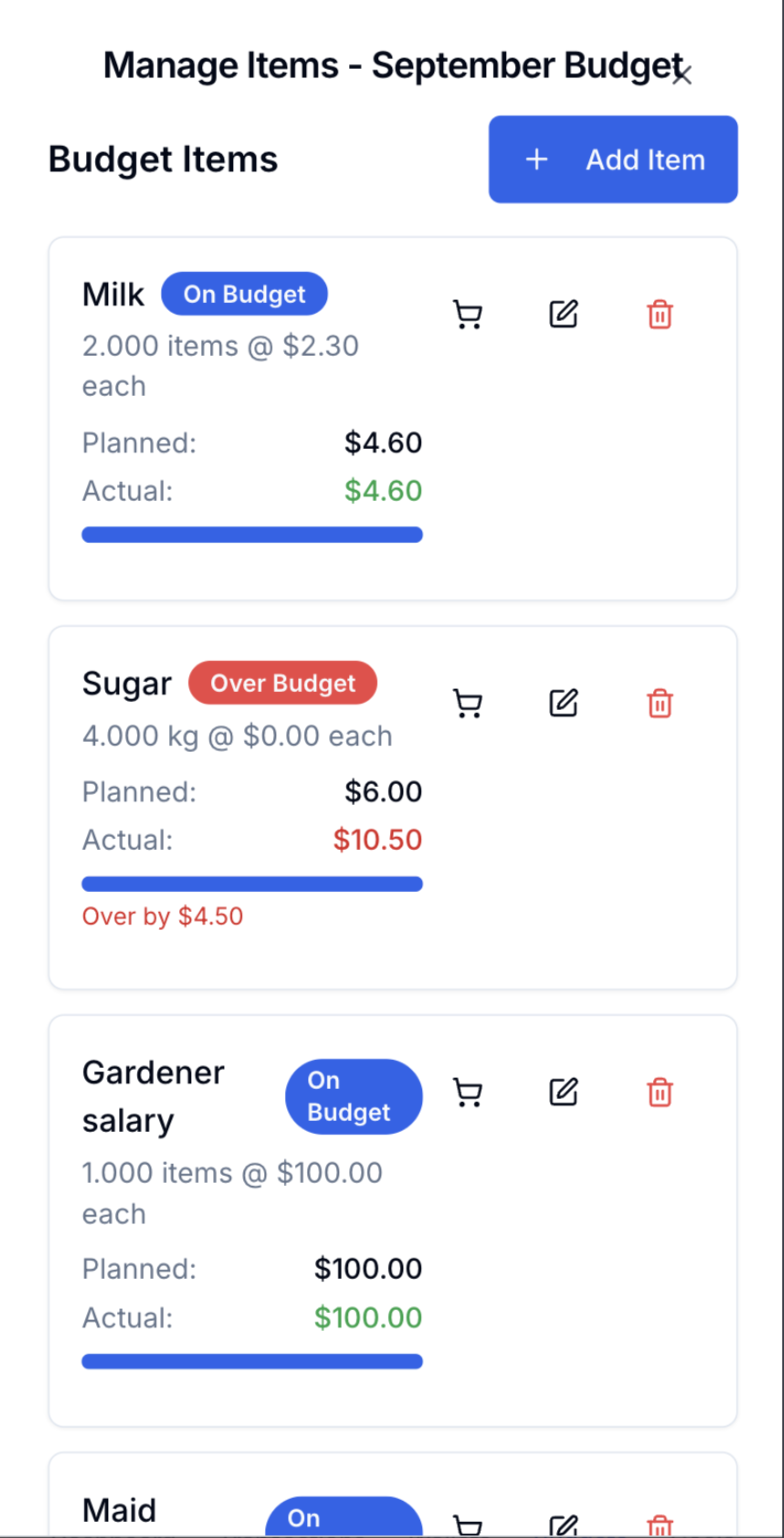 Manage Items - September Budget
Budget Items
Add Item
Milk
On Budget
2.000 items @ $2.30
each
Planned:
$4.60
Actual:
$4.60
Sugar
Over Budget
4.000 kg @ $0.00 each
Planned:
$6.00
Actual:
$10.50
Over by $4.50
Gardener
salary
On
Budget
1.000 items @ $100.00
each
Planned:
$100.00
Actual:
$100.00
Maid
On